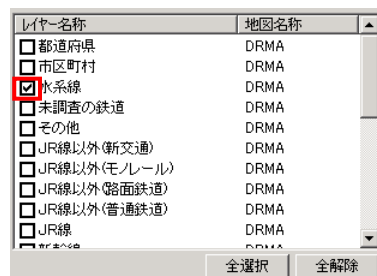 レイヤー名称 地図名称
都道府県 DRMA
市区町村 DRMA
水系線 DRMA
未調査の鉄道 DRMA
その他 DRMA
JR線以外(新交通) DRMA
JR線以外(モノレール) DRMA
JR線以外(路面鉄道) DRMA
JR線以外(普通鉄道) DRMA
JR線 DRMA
全選択 全解除